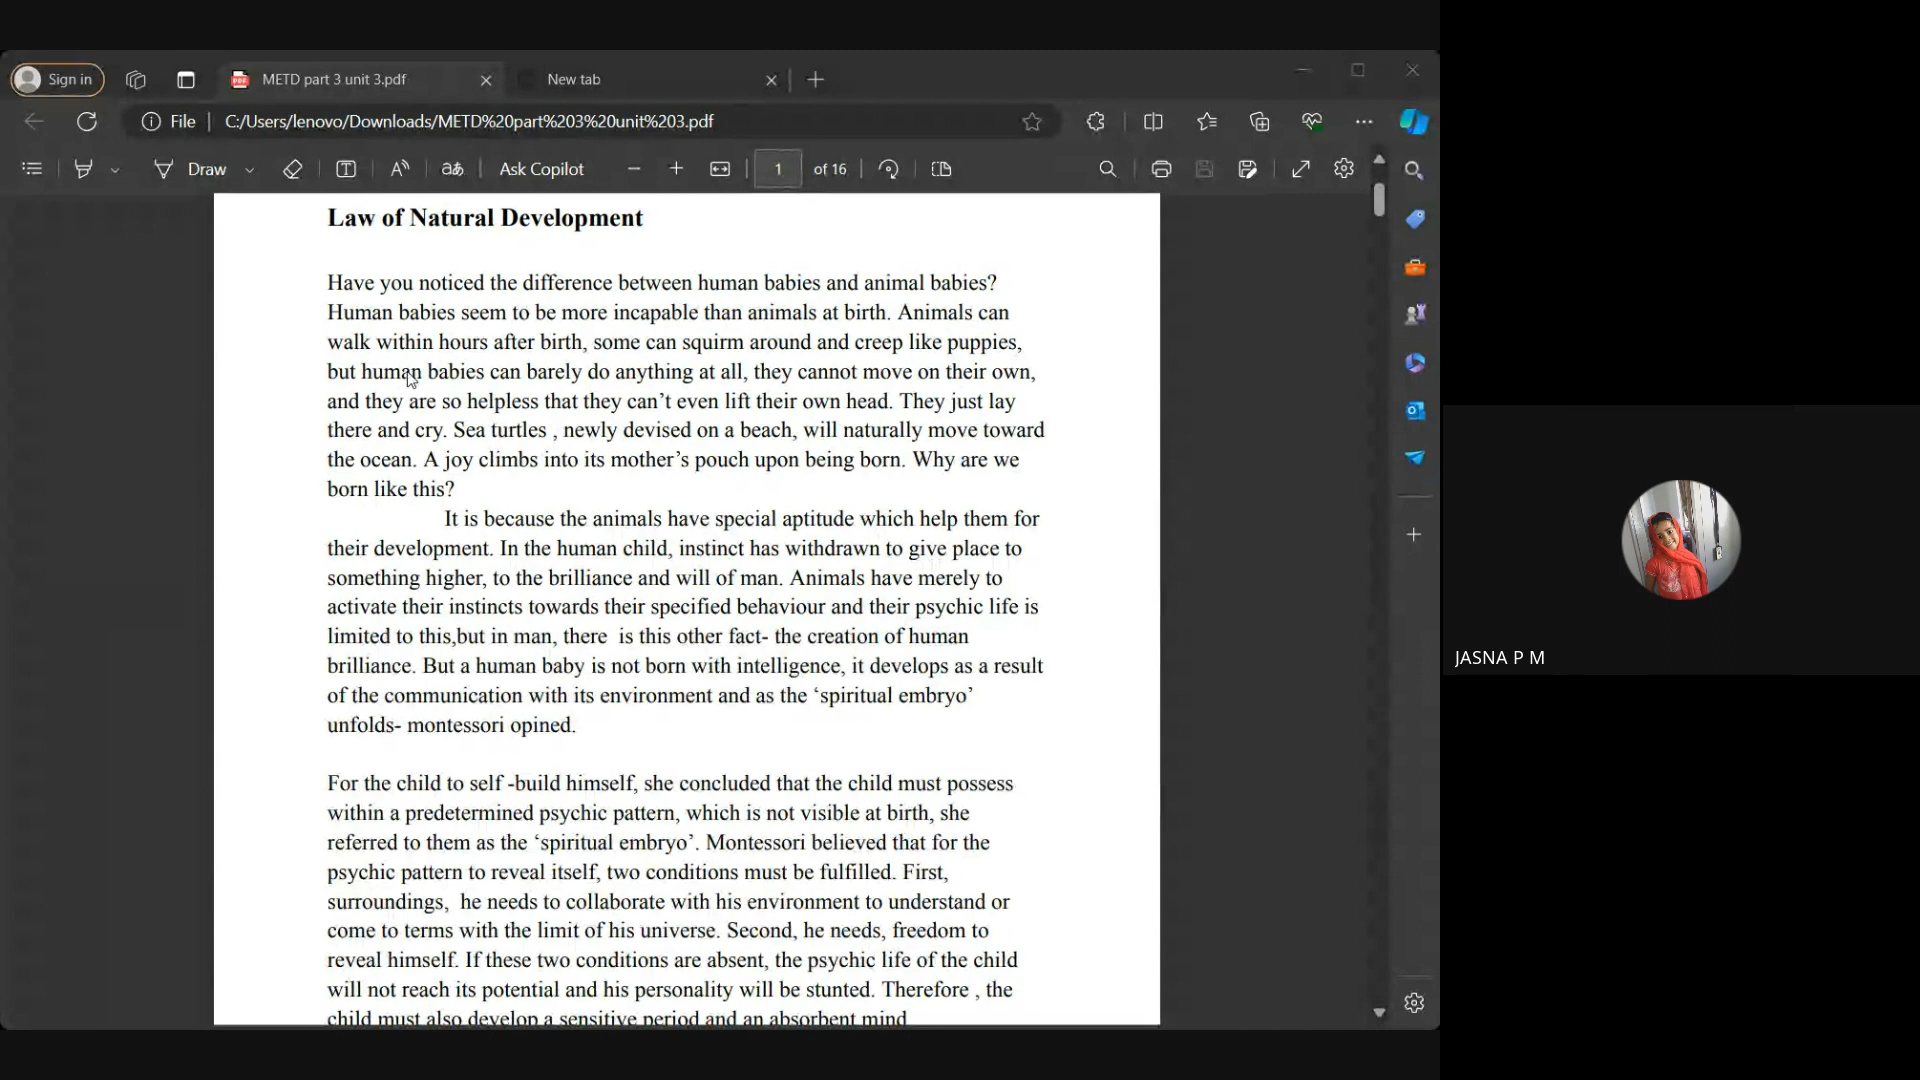 Sign in
METD part 3 unit 3.pdf
New tab
File
C:/Users/lenovo/Downloads/METD%20part%203%20unit%203.pdf
Draw
Ask Copilot
1 of 16
Law of Natural Development
Have you noticed the difference between human babies and animal babies?
Human babies seem to be more incapable than animals at birth. Animals can
walk within hours after birth, some can squirm around and creep like puppies,
but human babies can barely do anything at all, they cannot move on their own,
and they are so helpless that they can’t even lift their own head. They just lay
there and cry. Sea turtles , newly devised on a beach, will naturally move toward
the ocean. A joy climbs into its mother’s pouch upon being born. Why are we
born like this?
It is because the animals have special aptitude which help them for
their development. In the human child, instinct has withdrawn to give place to
something higher, to the brilliance and will of man. Animals have merely to
activate their instincts towards their specified behaviour and their psychic life is
limited to this,but in man, there  is this other fact- the creation of human
brilliance. But a human baby is not born with intelligence, it develops as a result
of the communication with its environment and as the ‘spiritual embryo’
unfolds- montessori opined.
For the child to self -build himself, she concluded that the child must possess
within a predetermined psychic pattern, which is not visible at birth, she
referred to them as the ‘spiritual embryo’. Montessori believed that for the
psychic pattern to reveal itself, two conditions must be fulfilled. First,
surroundings,  he needs to collaborate with his environment to understand or
come to terms with the limit of his universe. Second, he needs, freedom to
reveal himself. If these two conditions are absent, the psychic life of the child
will not reach its potential and his personality will be stunted. Therefore , the
child must also develop a sensitive period and an absorbent mind
JASNA P M